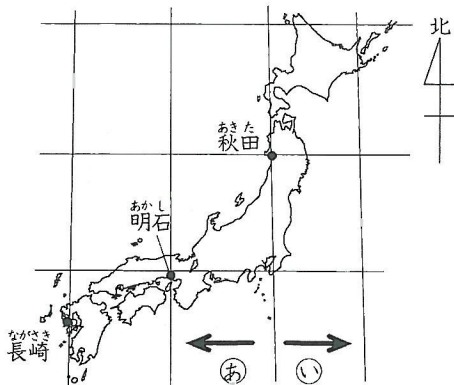 北
あきた
秋田
あかし
明石
ながさき
長崎
あ
い